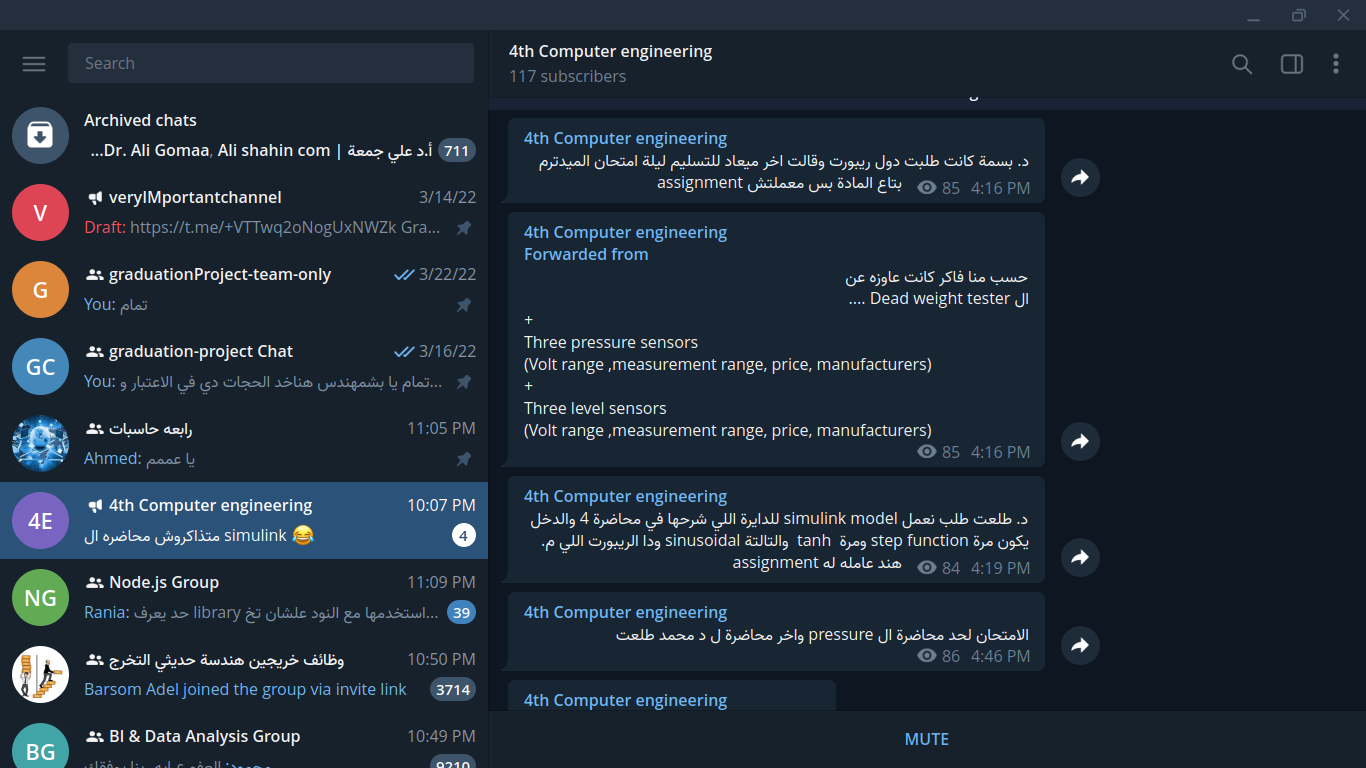 Search
Archived chats
...Dr. Ali Gomaa, Ali shahin com | أ.د علي جمعة
711
V
veryIMportantchannel
3/14/22
Draft: https://t.me/+VTTwq2oNogUxNWZk Gra...
G
graduationProject-team-only
3/22/22
You: تمام
GC
graduation-project Chat
3/16/22
You: تمام يا بشمهندس هناخد الحجات دي في الاعتبار و...
رابعه حاسبات
11:05 PM
Ahmed: يا عممم
4E
4th Computer engineering
10:07 PM
متذاكروش محاضره ال simulink 😂
4
NG
Node.js Group
11:09 PM
Rania: حد يعرف library استخدمها مع النود علشان تخ...
39
وظائف خريجين هندسة حديثي التخرج
10:50 PM
Barsom Adel joined the group via invite link
3714
BG
BI & Data Analysis Group
10:49 PM
9210
4th Computer engineering
117 subscribers
4th Computer engineering
د. بسمة كانت طلبت دول ريبورت وقالت اخر ميعاد للتسليم ليلة امتحان الميدترم
بتاع المادة بس معملتش assignment
85 4:16 PM
4th Computer engineering
Forwarded from
حسب منا فاكر كانت عاوزه عن
ال Dead weight tester ....
+
Three pressure sensors
(Volt range ,measurement range, price, manufacturers)
+
Three level sensors
(Volt range ,measurement range, price, manufacturers)
85 4:16 PM
4th Computer engineering
د. طلعت طلب نعمل simulink model للدايرة اللي شرحها في محاضرة 4 والدخل
يكون مرة step function ومرة tanh والتالتة sinusoidal ودا الريبورت اللي م.
هند عامله له assignment
84 4:19 PM
4th Computer engineering
الامتحان لحد محاضرة ال pressure واخر محاضرة ل د محمد طلعت
86 4:46 PM
4th Computer engineering
MUTE